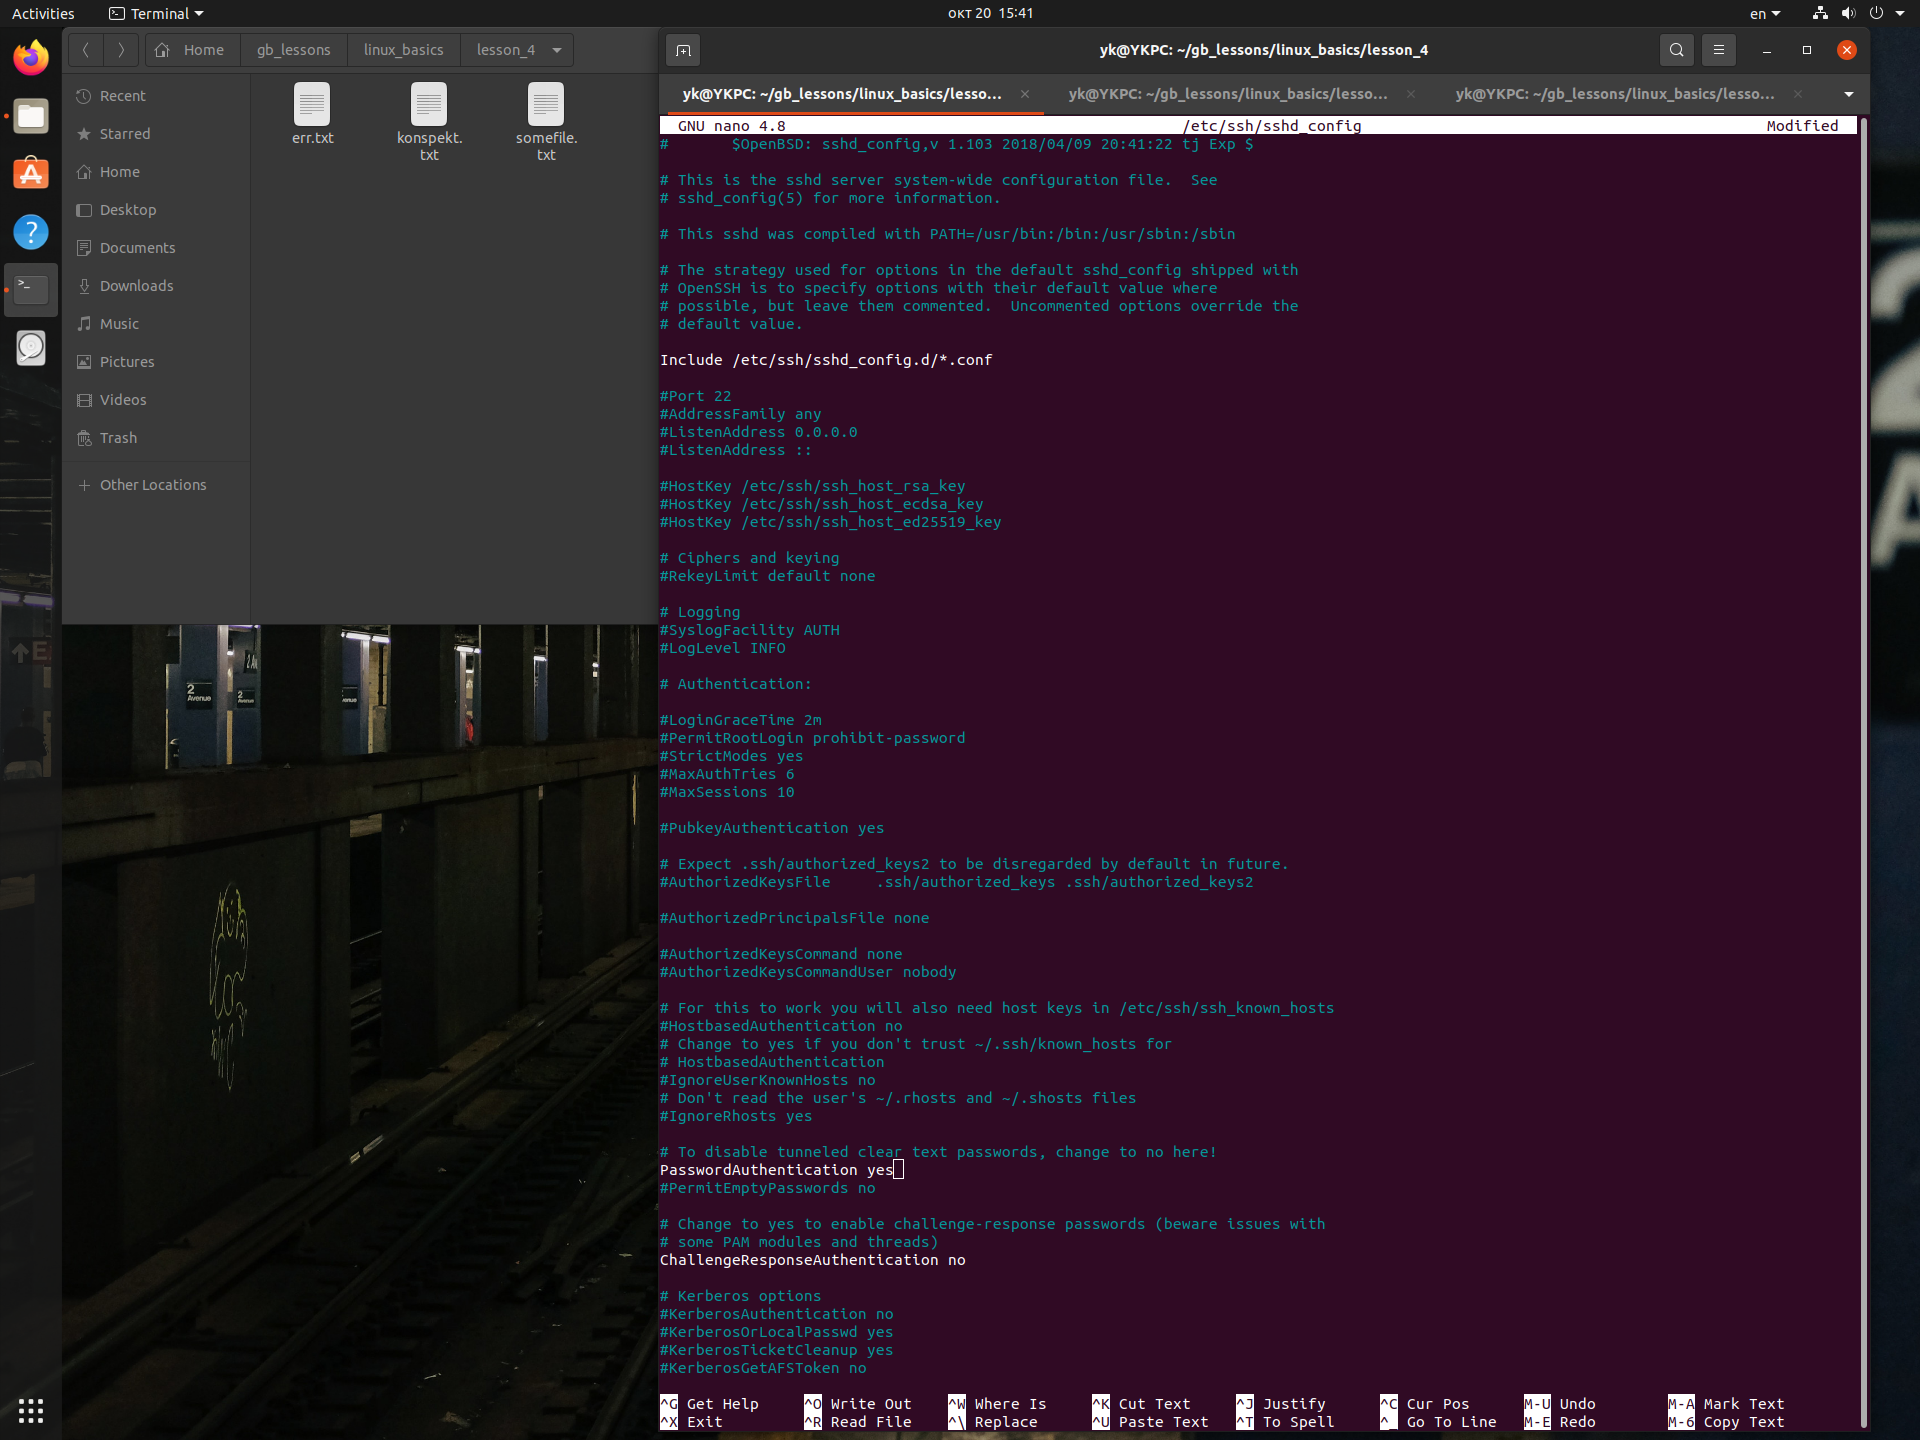 Activities
Terminal
окт 20 15:41
en
Home
gb_lessons
linux_basics
lesson_4
Recent
Starred
Home
Desktop
Documents
Downloads
Music
Pictures
Videos
Trash
Other Locations
err.txt
konspekt.
txt
somefile.
txt
2
Avenue
2
yk@YKPC: ~/gb_lessons/linux_basics/lesson_4
yk@YKPC: ~/gb_lessons/linux_basics/lesso...
yk@YKPC: ~/gb_lessons/linux_basics/lesso...
yk@YKPC: ~/gb_lessons/linux_basics/lesso...
GNU nano 4.8 /etc/ssh/sshd_config Modified
# $OpenBSD: sshd_config,v 1.103 2018/04/09 20:41:22 tj Exp $
# This is the sshd server system-wide configuration file. See
# sshd_config(5) for more information.
# This sshd was compiled with PATH=/usr/bin:/bin:/usr/sbin:/sbin
# The strategy used for options in the default sshd_config shipped with
# OpenSSH is to specify options with their default value where
# possible, but leave them commented. Uncommented options override the
# default value.
Include /etc/ssh/sshd_config.d/*.conf
#Port 22
#AddressFamily any
#ListenAddress 0.0.0.0
#ListenAddress ::
#HostKey /etc/ssh/ssh_host_rsa_key
#HostKey /etc/ssh/ssh_host_ecdsa_key
#HostKey /etc/ssh/ssh_host_ed25519_key
# Ciphers and keying
#RekeyLimit default none
# Logging
#SyslogFacility AUTH
#LogLevel INFO
# Authentication:
#LoginGraceTime 2m
#PermitRootLogin prohibit-password
#StrictModes yes
#MaxAuthTries 6
#MaxSessions 10
#PubkeyAuthentication yes
# Expect .ssh/authorized_keys2 to be disregarded by default in future.
#AuthorizedKeysFile .ssh/authorized_keys .ssh/authorized_keys2
#AuthorizedPrincipalsFile none
#AuthorizedKeysCommand none
#AuthorizedKeysCommandUser nobody
# For this to work you will also need host keys in /etc/ssh/ssh_known_hosts
#HostbasedAuthentication no
# Change to yes if you don't trust ~/.ssh/known_hosts for
# HostbasedAuthentication
#IgnoreUserKnownHosts no
# Don't read the user's ~/.rhosts and ~/.shosts files
#IgnoreRhosts yes
# To disable tunneled clear text passwords, change to no here!
PasswordAuthentication yes
#PermitEmptyPasswords no
# Change to yes to enable challenge-response passwords (beware issues with
# some PAM modules and threads)
ChallengeResponseAuthentication no
# Kerberos options
#KerberosAuthentication no
#KerberosOrLocalPasswd yes
#KerberosTicketCleanup yes
#KerberosGetAFSToken no
^G Get Help ^O Write Out ^W Where Is ^K Cut Text ^J Justify ^C Cur Pos M-U Undo M-A Mark Text
^X Exit ^R Read File ^\ Replace ^U Paste Text ^T To Spell ^_ Go To Line M-E Redo M-6 Copy Text